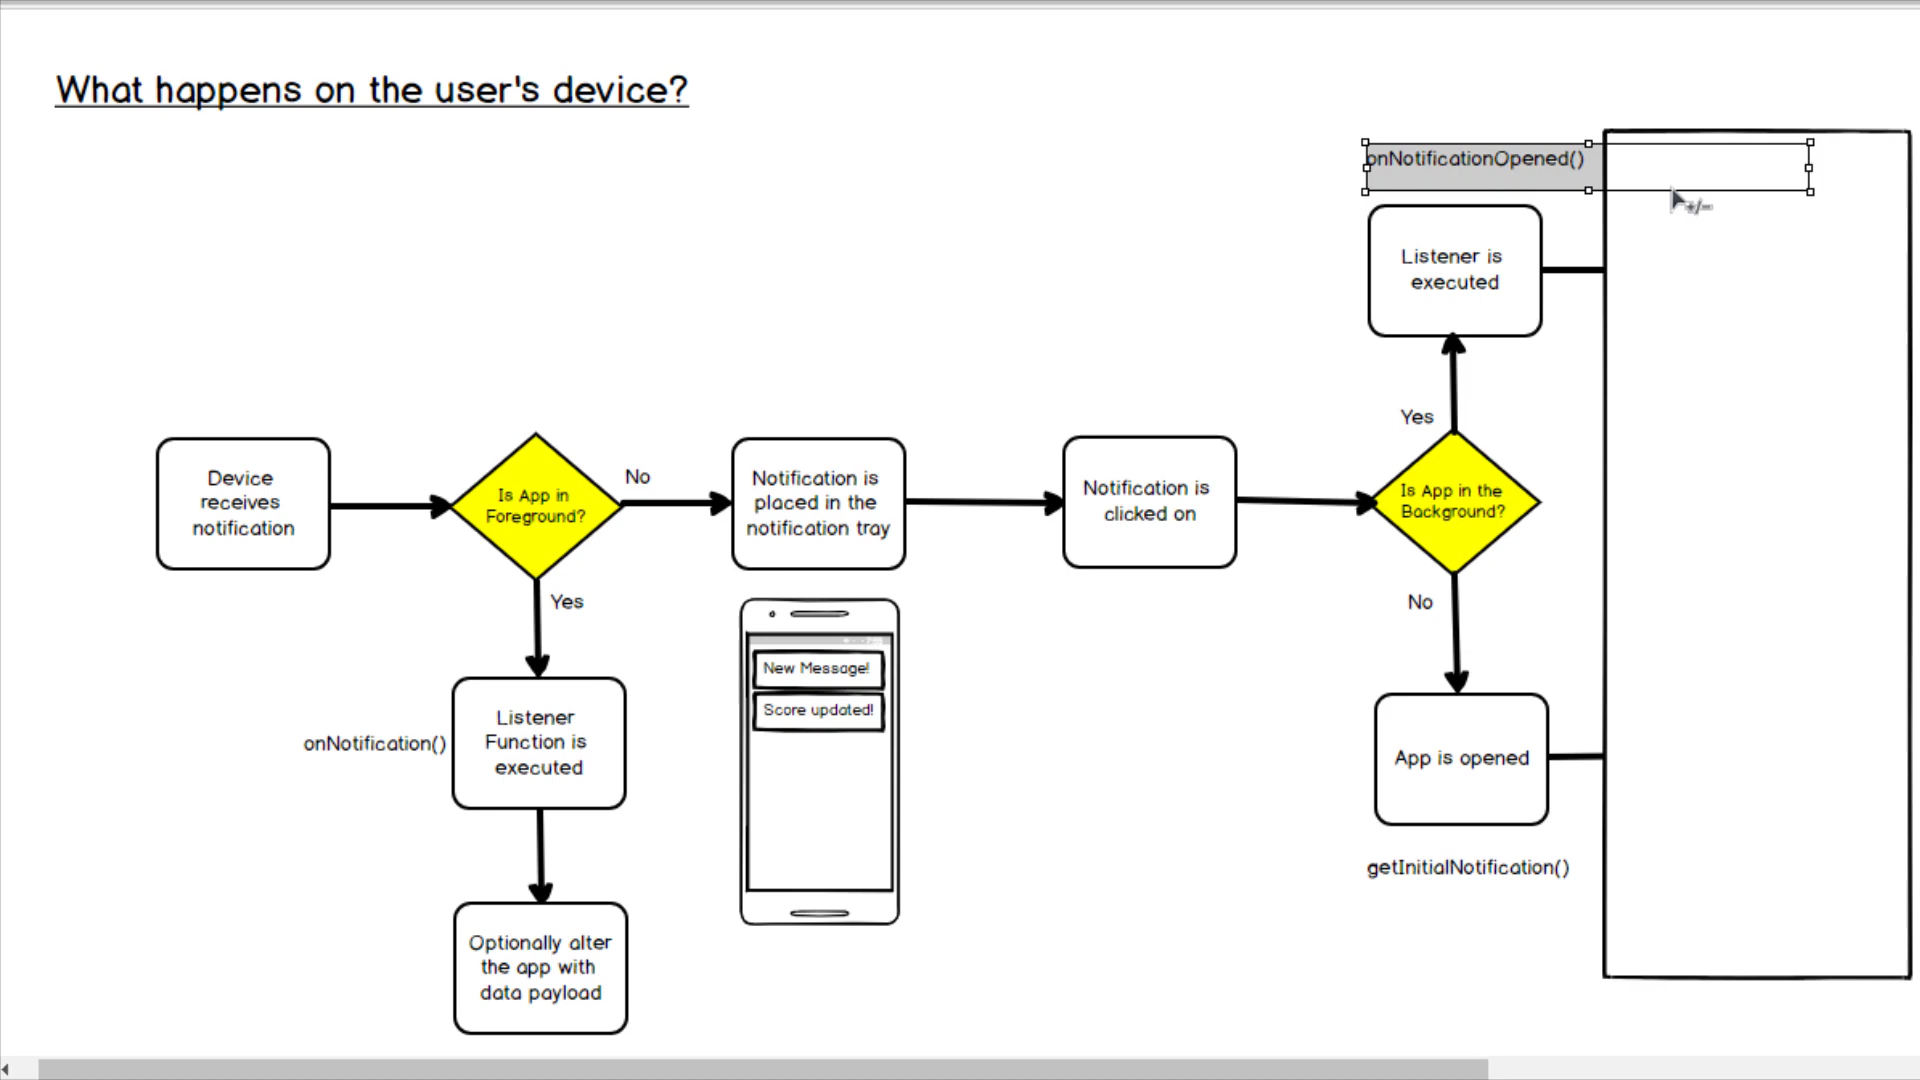 What happens on the user's device?
onNotificationOpened()
Listener is
executed
Yes
Device
receives
notification
Is App in
Foreground?
No
Notification is
placed in the
notification tray
Notification is
clicked on
Is App in the
Background?
Yes
No
New Message!
Score updated!
onNotification()
Listener
Function is
executed
App is opened
getInitialNotification()
Optionally alter
the app with
data payload